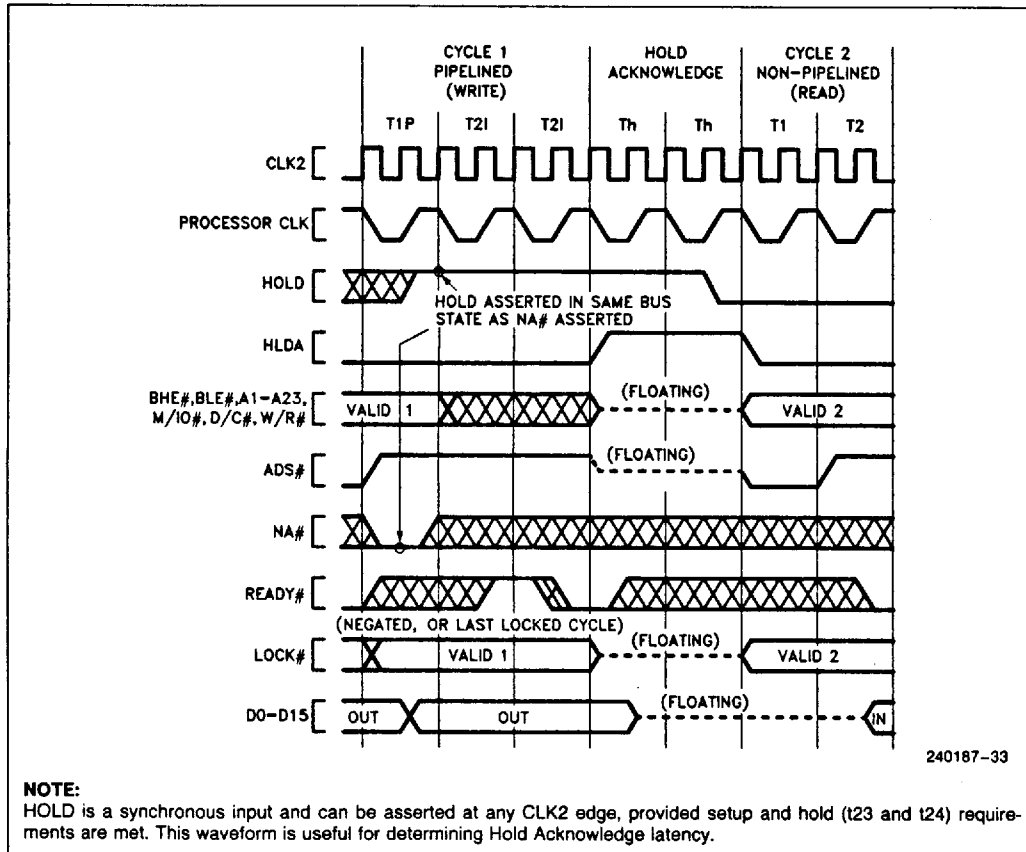 CYCLE 1 PIPELINED (WRITE)
HOLD ACKNOWLEDGE
CYCLE 2 NON-PIPELINED (READ)
T1P T2I T2I Th Th T1 T2
CLK2
PROCESSOR CLK
HOLD
HOLD ASSERTED IN SAME BUS
STATE AS NA# ASSERTED
HLDA
BHE#,BLE#,A1-A23,
M/IO#,D/C#,W/R#
VALID 1 (FLOATING) VALID 2
ADS#
(FLOATING)
NA#
READY#
(NEGATED, OR LAST LOCKED CYCLE)
LOCK#
VALID 1 (FLOATING) VALID 2
D0-D15
OUT OUT (FLOATING) IN
240187-33
NOTE:
HOLD is a synchronous input and can be asserted at any CLK2 edge, provided setup and hold (t23 and t24) require-
ments are met. This waveform is useful for determining Hold Acknowledge latency.